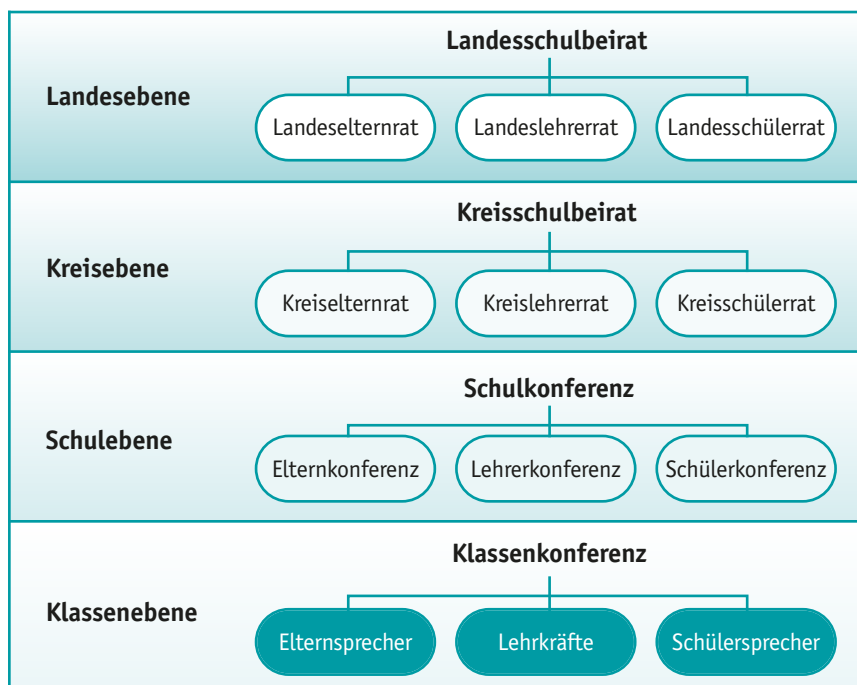 Landesschulbeirat
Landesebene
Landeselternrat Landeslehrerrat Landesschülerrat
Kreisschulbeirat
Kreisebene
Kreiselternrat Kreislehrerrat Kreisschülerrat
Schulkonferenz
Schulebene
Elternkonferenz Lehrerkonferenz Schülerkonferenz
Klassenkonferenz
Klassenebene
Elternsprecher Lehrkräfte Schülersprecher